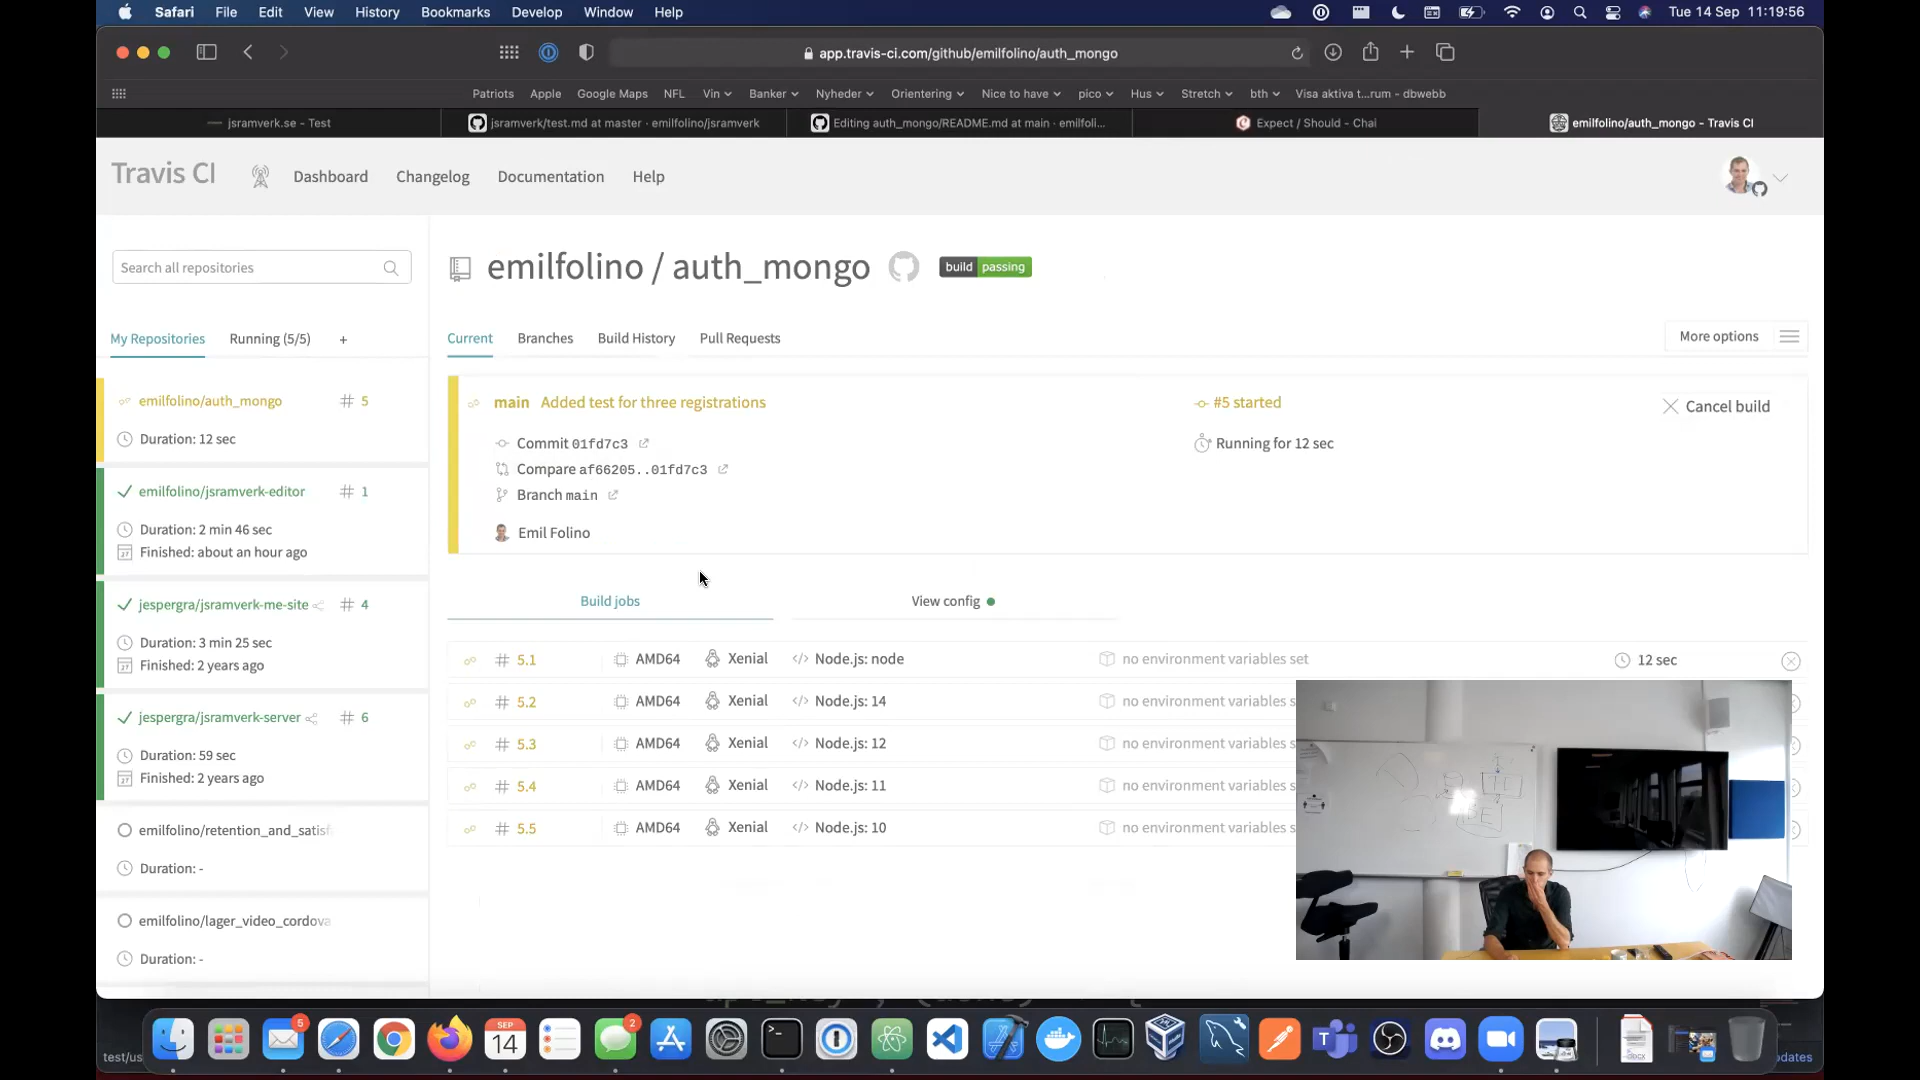 Safari File Edit View History Bookmarks Develop Window Help Tue 14 Sep 11:19:56
app.travis-ci.com/github/emilfolino/auth_mongo
Patriots Apple Google Maps NFL Vin Banker Nyheder Orientering Nice to have pico Hus Stretch bth Visa aktiva t...rum - dbwebb
jsramverk.se - Test jsramverk/test.md at master · emilfolino/jsramverk Editing auth_mongo/README.md at main · emilfoli... Expect / Should - Chai emilfolino/auth_mongo - Travis CI
Travis CI Dashboard Changelog Documentation Help
Search all repositories
My Repositories Running (5/5) +
emilfolino/auth_mongo # 5
Duration: 12 sec
emilfolino/jsramverk-editor # 1
Duration: 2 min 46 sec
Finished: about an hour ago
jespergra/jsramverk-me-site # 4
Duration: 3 min 25 sec
Finished: 2 years ago
jespergra/jsramverk-server # 6
Duration: 59 sec
Finished: 2 years ago
emilfolino/retention_and_satisf
Duration: -
emilfolino/lager_video_cordova
Duration: -
emilfolino / auth_mongo build passing
Current Branches Build History Pull Requests More options
main Added test for three registrations #5 started Cancel build
Commit 01fd7c3 Running for 12 sec
Compare af66205..01fd7c3
Branch main
Emil Folino
Build jobs View config
# 5.1 AMD64 Xenial </> Node.js: node no environment variables set 12 sec
# 5.2 AMD64 Xenial </> Node.js: 14 no environment variables s
# 5.3 AMD64 Xenial </> Node.js: 12 no environment variables s
# 5.4 AMD64 Xenial </> Node.js: 11 no environment variables s
# 5.5 AMD64 Xenial </> Node.js: 10 no environment variables s
5 SEP 14 2
test/us